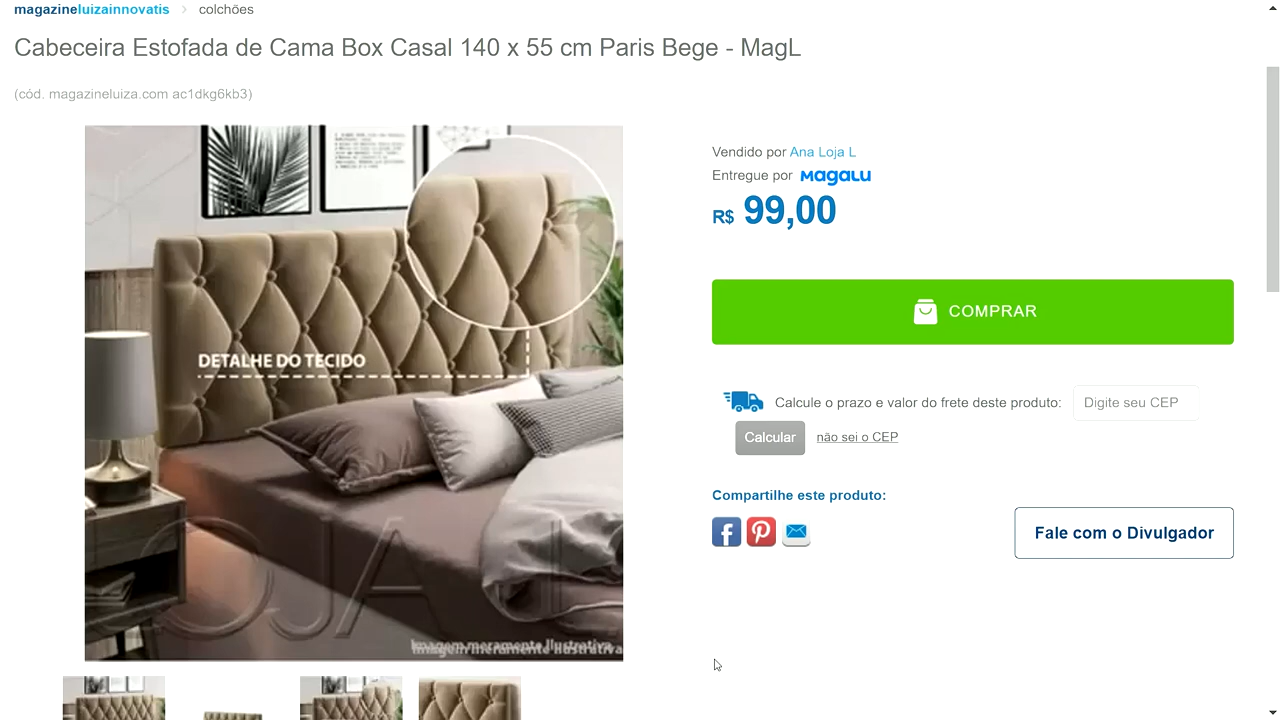 magazineluizainnovatis > colchões
Cabeceira Estofada de Cama Box Casal 140 x 55 cm Paris Bege - MagL
(cód. magazineluiza.com ac1dkg6kb3)
DETALHE DO TECIDO
LOJA L
Imagem meramente Ilustrativa
Vendido por Ana Loja L
Entregue por MAGALU
R$ 99,00
COMPRAR
Calcule o prazo e valor do frete deste produto: Digite seu CEP
Calcular não sei o CEP
Compartilhe este produto:
Fale com o Divulgador